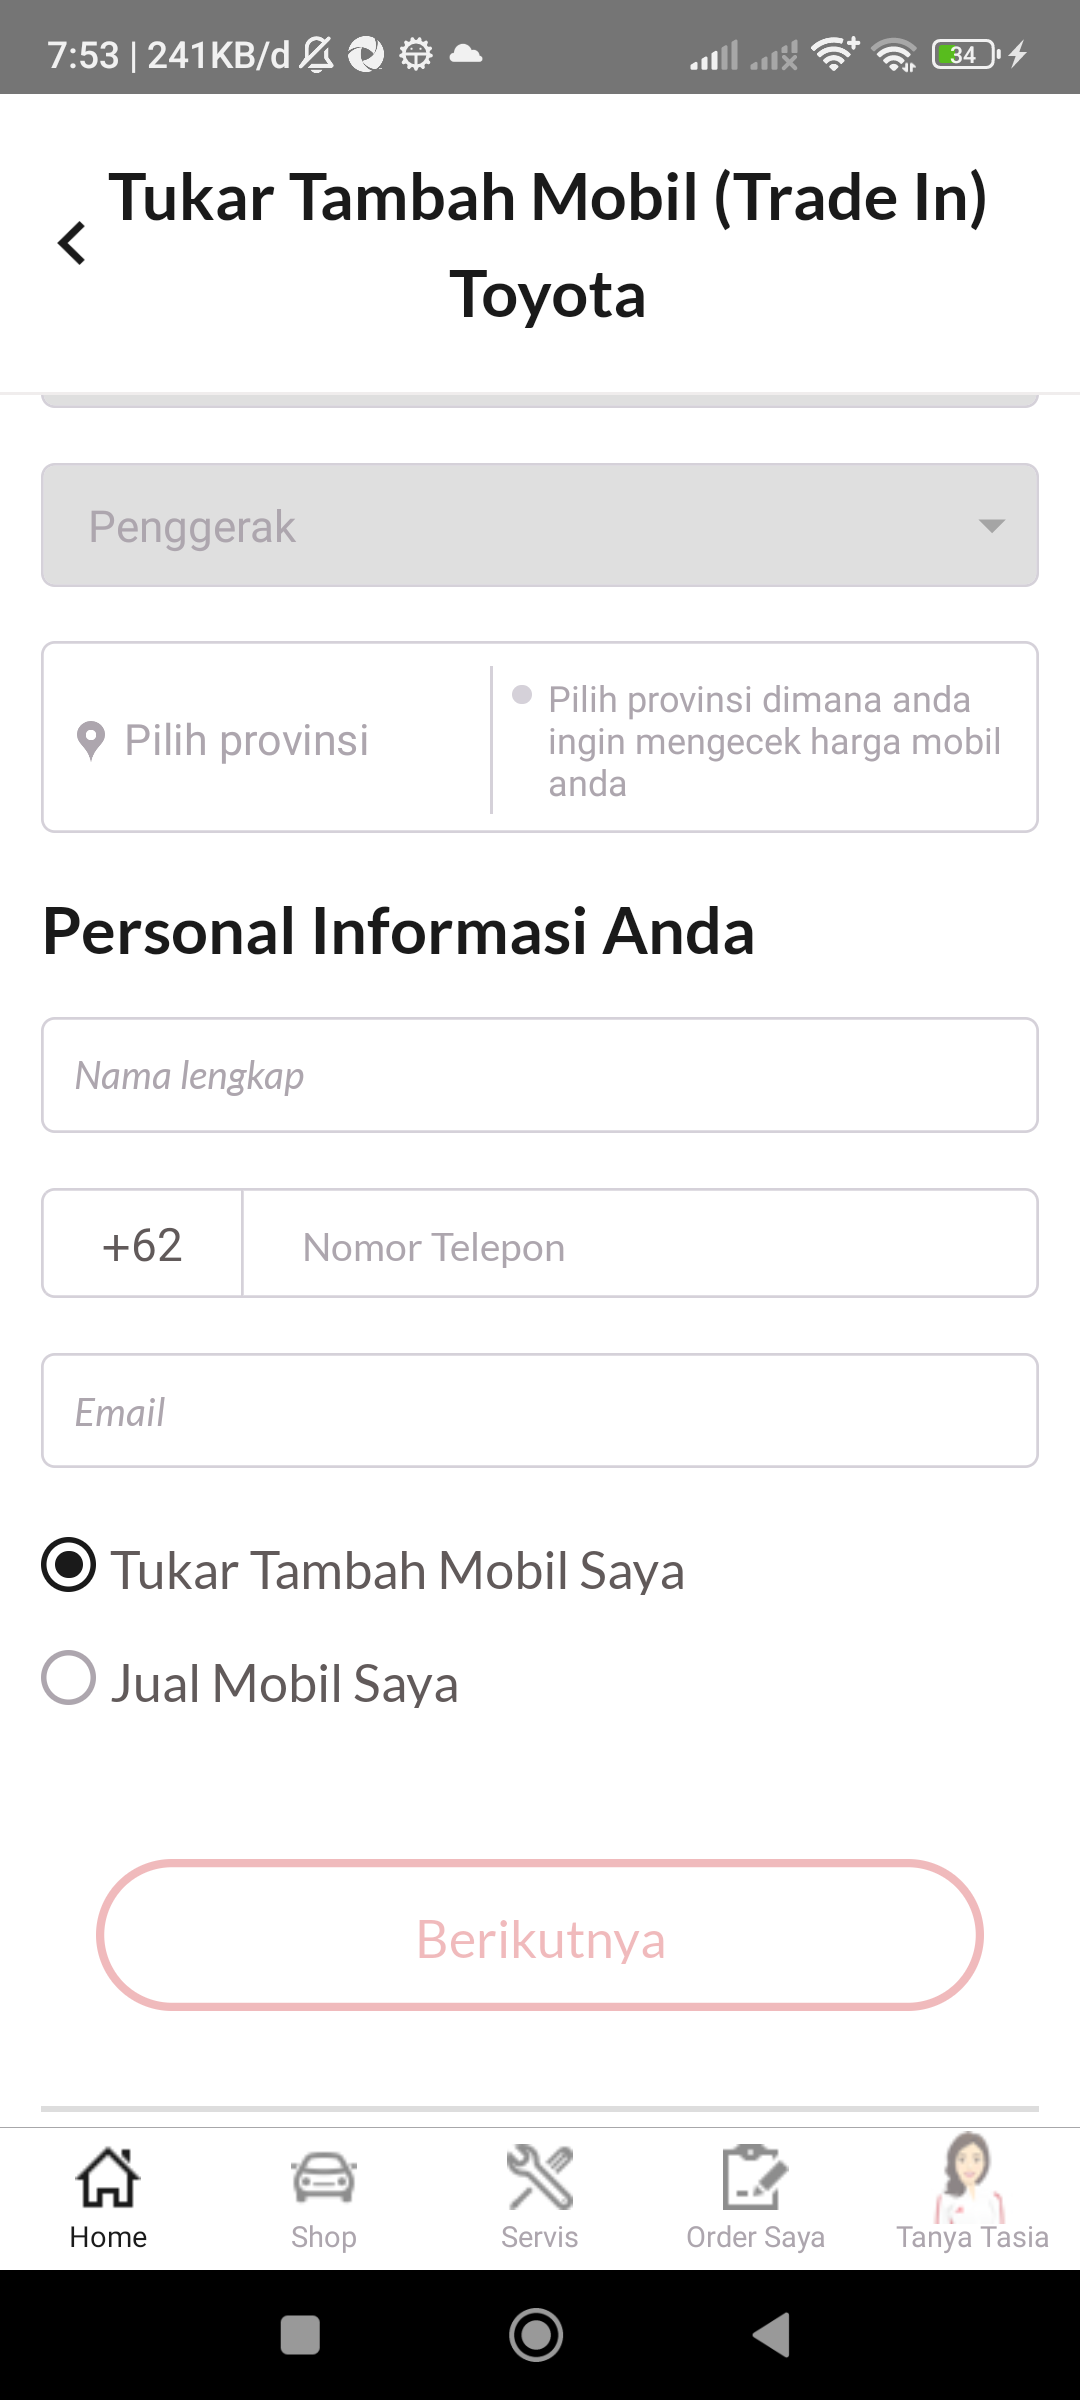 7:53 | 241KB/d
34
Tukar Tambah Mobil (Trade In)
Toyota
Penggerak
Pilih provinsi
Pilih provinsi dimana anda
ingin mengecek harga mobil
anda
Personal Informasi Anda
Nama lengkap
+62
Nomor Telepon
Email
Tukar Tambah Mobil Saya
Jual Mobil Saya
Berikutnya
Home
Shop
Servis
Order Saya
Tanya Tasia